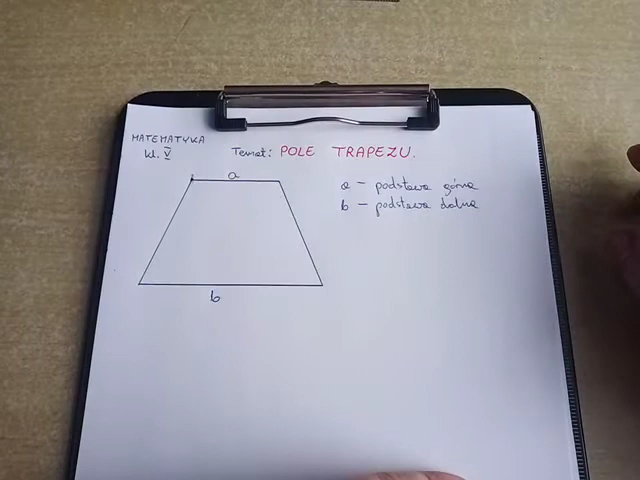 MATEMATYKA
kl. V
Temat: POLE TRAPEZU.
a
a – podstawa górna
b – podstawa dolna
b